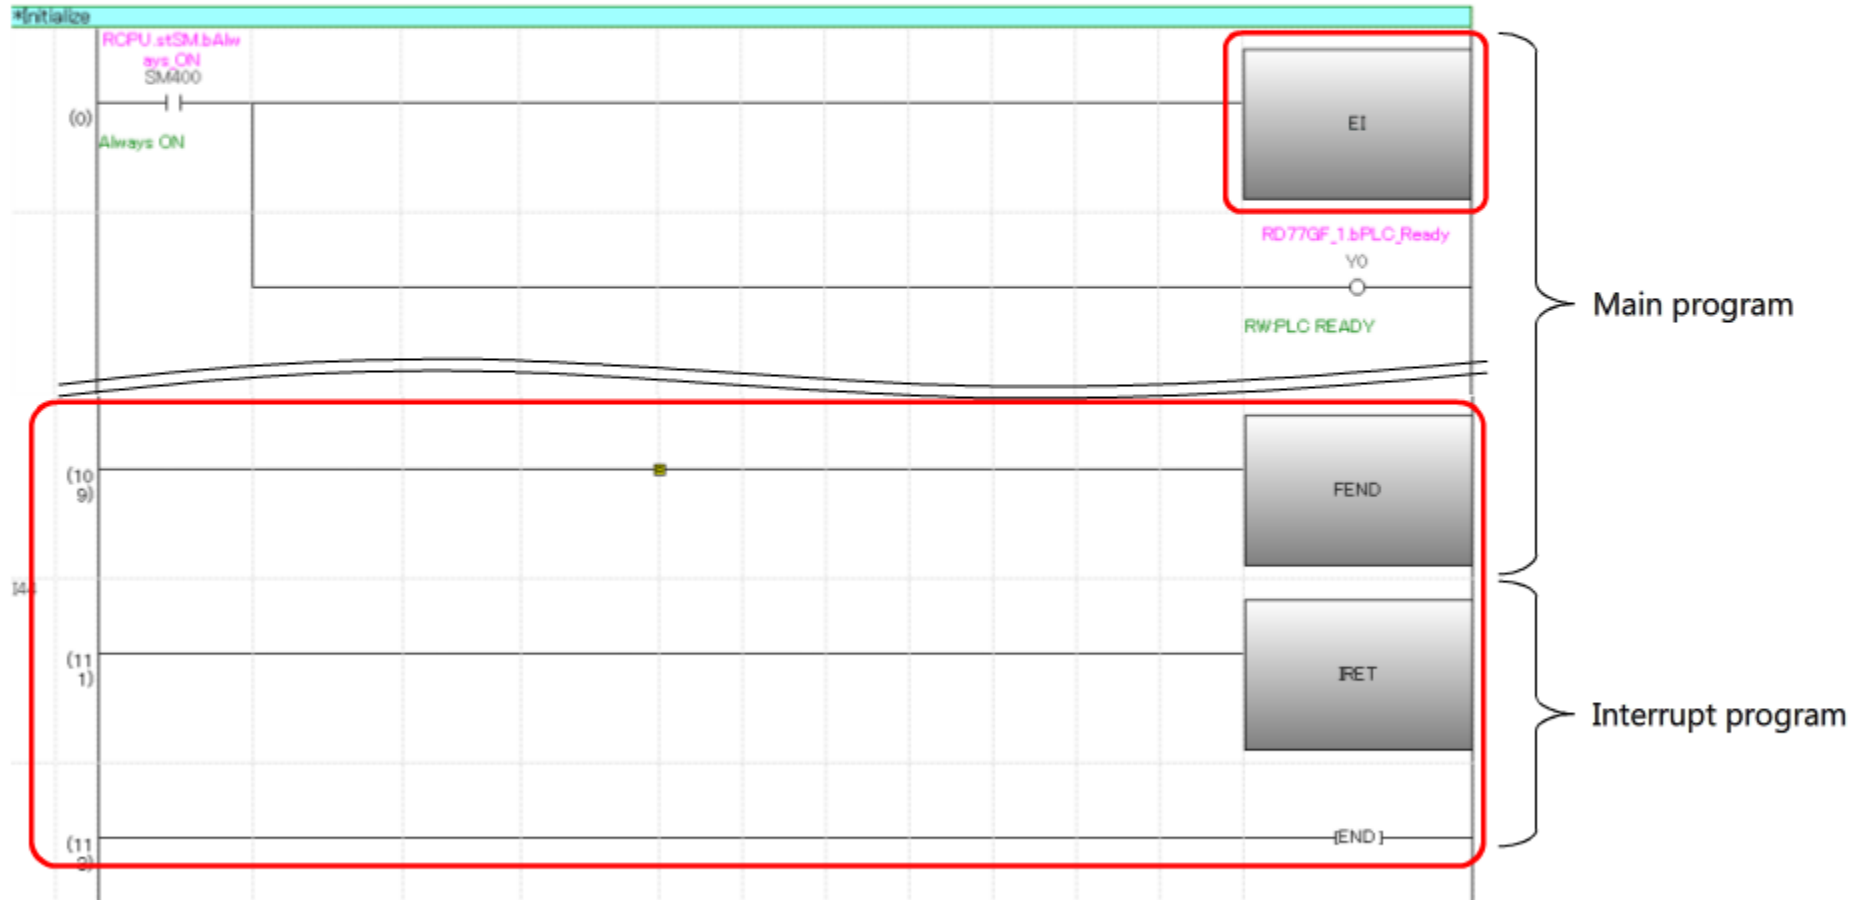 *Initialize
RCPU.stSM.bAlw
ays_ON
SM400
(0)
EI
Always ON
RD77GF_1.bPLC_Ready
Y0
Main program
RW:PLC READY
(10
9)
FEND
I44
(11
1)
IRET
Interrupt program
(11
[END]